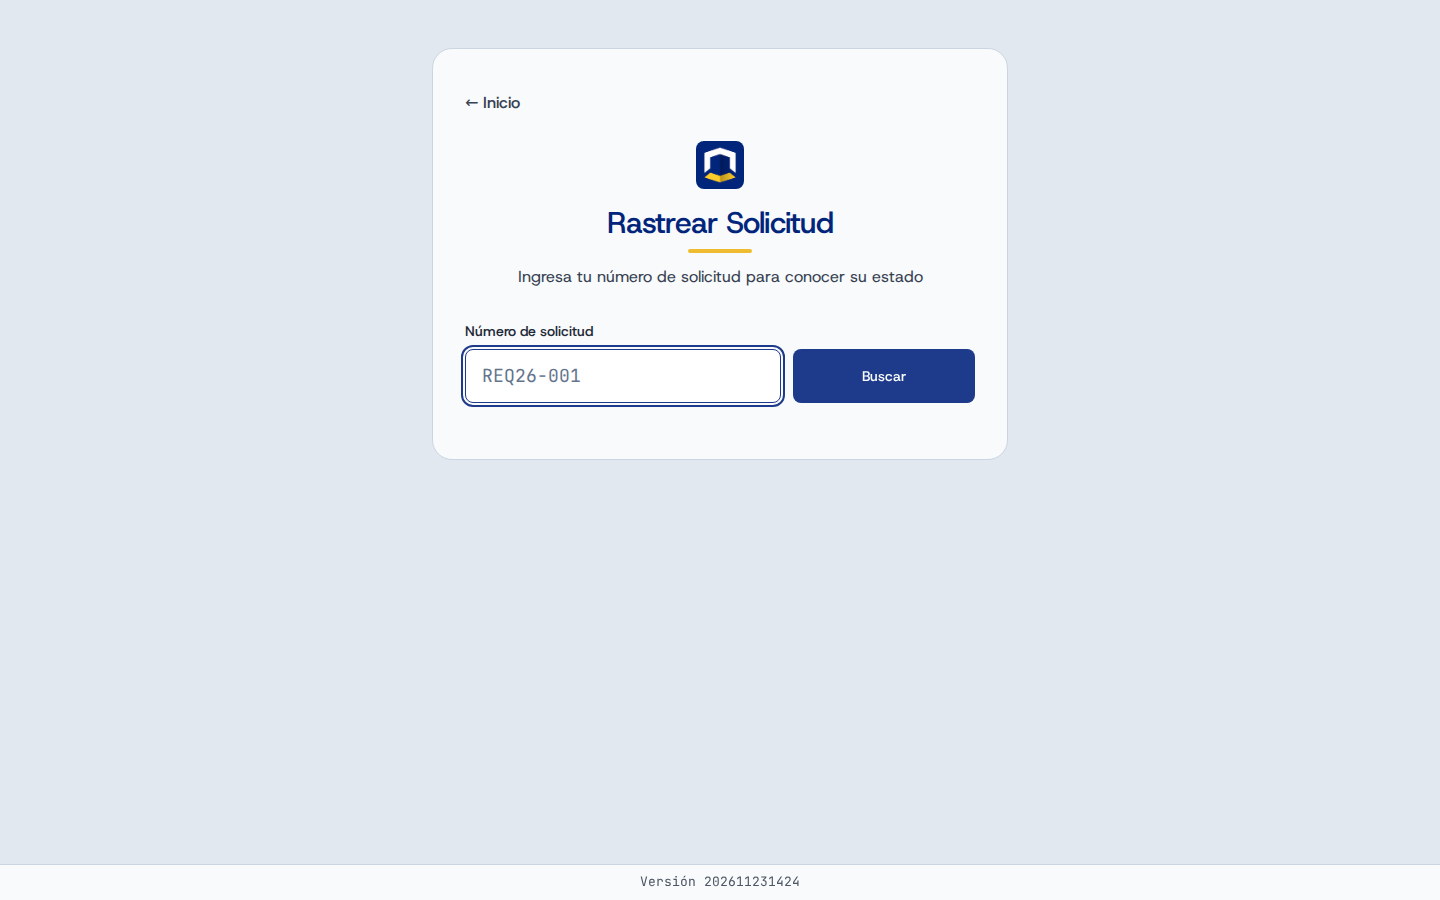 ← Inicio
Rastrear Solicitud
Ingresa tu número de solicitud para conocer su estado
Número de solicitud
REQ26-001
Buscar
Versión 202611231424